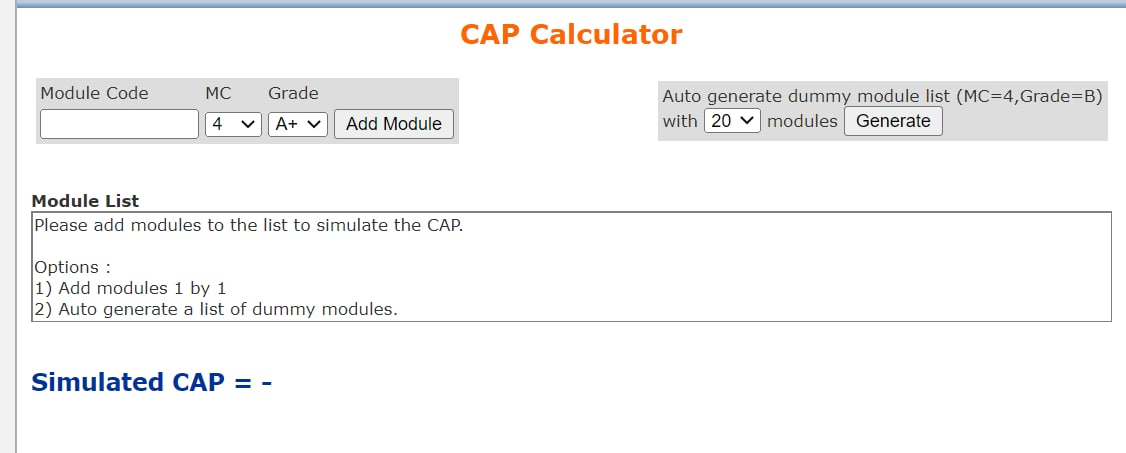 CAP Calculator
Module Code MC Grade
4 A+ Add Module
Auto generate dummy module list (MC=4,Grade=B)
with 20 modules Generate
Module List
Please add modules to the list to simulate the CAP.
Options :
1) Add modules 1 by 1
2) Auto generate a list of dummy modules.
Simulated CAP = -